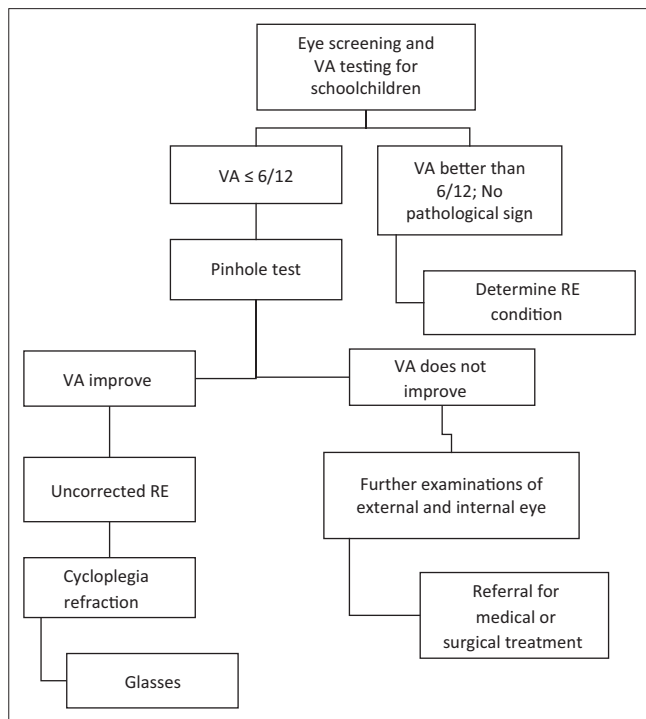 Eye screening and
VA testing for
schoolchildren
VA ≤ 6/12
VA better than
6/12; No
pathological sign
Pinhole test
Determine RE
condition
VA improve
VA does not
improve
Uncorrected RE
Further examinations of
external and internal eye
Cycloplegia
refraction
Referral for
medical or
surgical treatment
Glasses